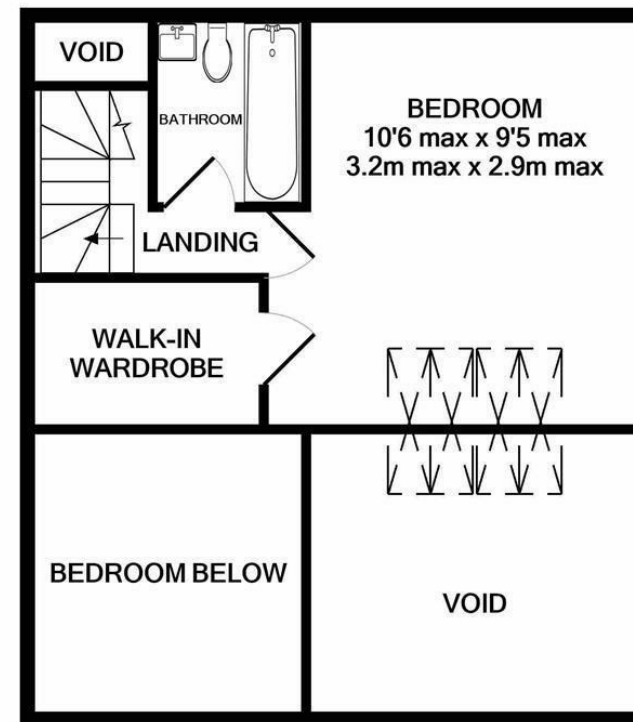 VOID
BATHROOM
BEDROOM
10'6 max x 9'5 max
3.2m max x 2.9m max
LANDING
WALK-IN
WARDROBE
BEDROOM BELOW
VOID